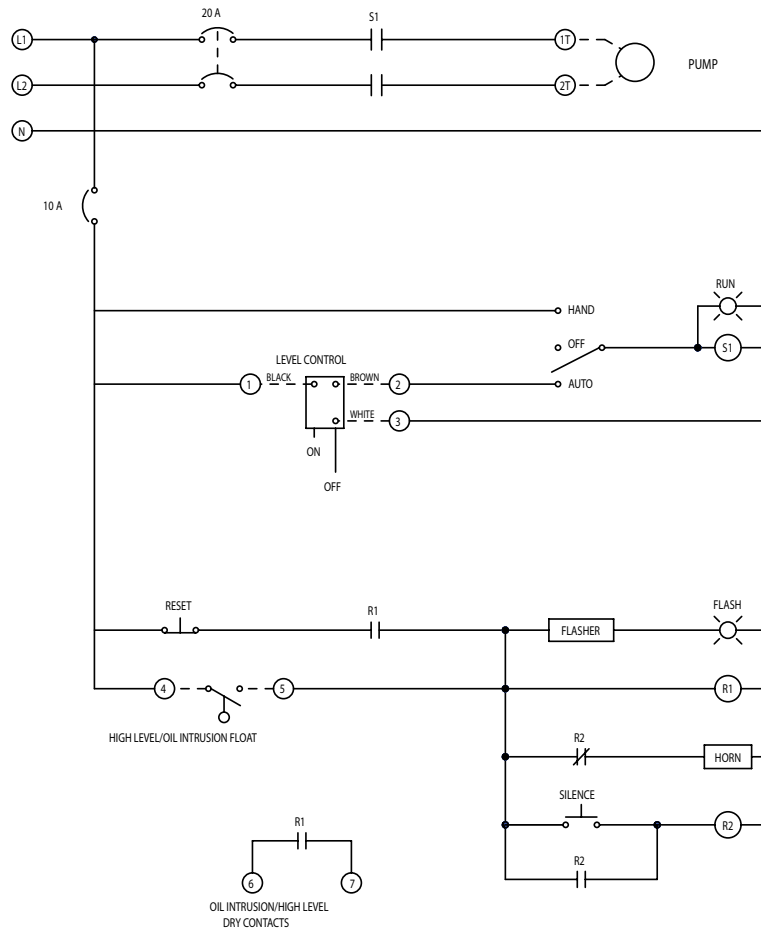 20 A
S1
L1
1T
L2
2T
PUMP
N
10 A
RUN
HAND
OFF
S1
LEVEL CONTROL
1
BLACK
BROWN
2
AUTO
WHITE
3
ON
OFF
RESET
R1
FLASH
FLASHER
4
5
R1
HIGH LEVEL/OIL INTRUSION FLOAT
R2
HORN
SILENCE
R1
R2
R2
6
7
OIL INTRUSION/HIGH LEVEL
DRY CONTACTS